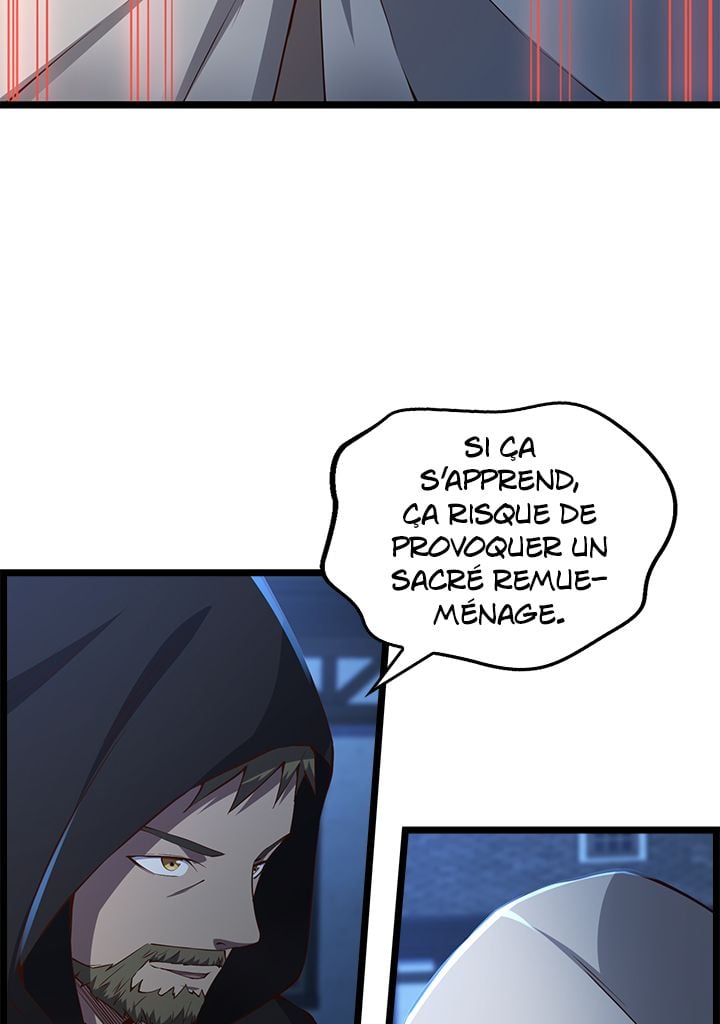 SI ÇA
S'APPREND,
ÇA RISQUE DE
PROVOQUER UN
SACRÉ REMUE-
MÉNAGE.